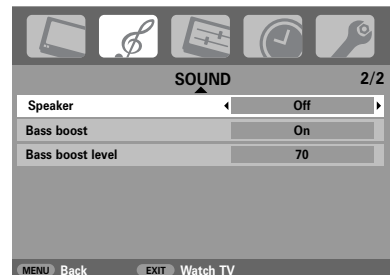 SOUND 2/2
Speaker Off
Bass boost On
Bass boost level 70
MENU Back EXIT Watch TV